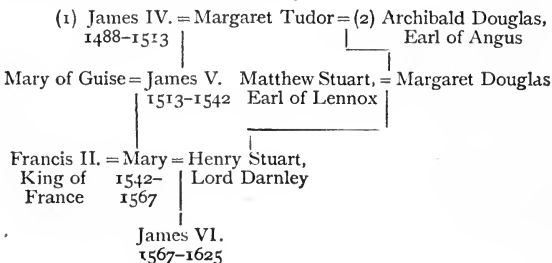 (1) James IV. = Margaret Tudor = (2) Archibald Douglas,
1488–1513 Earl of Angus
Mary of Guise = James V. Matthew Stuart, = Margaret Douglas
1513–1542 Earl of Lennox
Francis II. = Mary = Henry Stuart,
King of 1542– Lord Darnley
France 1567
James VI.
1567–1625